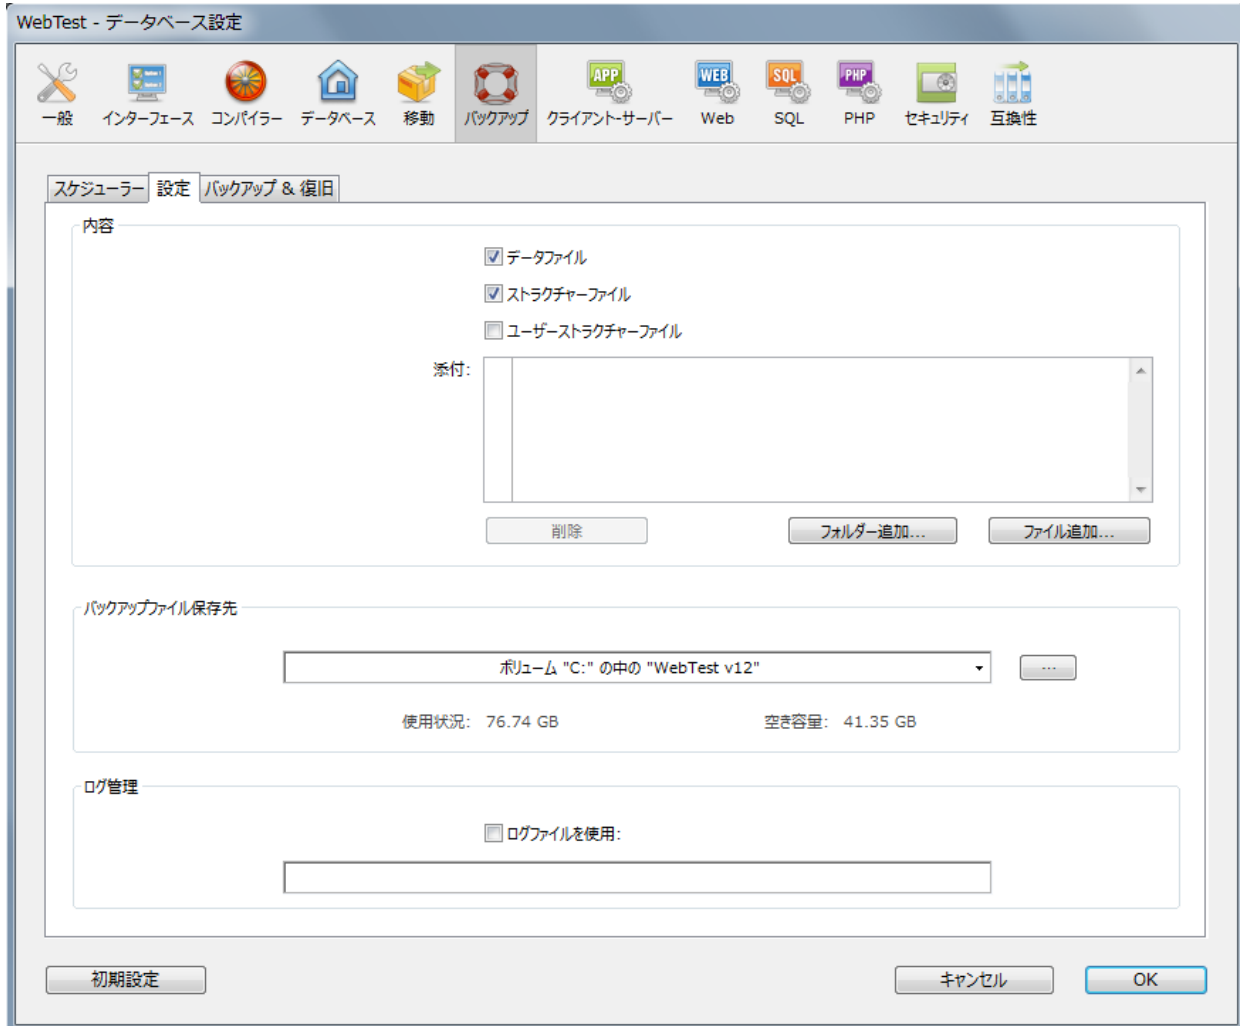 WebTest - データベース設定
APP WEB SQL PHP
一般 インターフェース コンパイラー データベース 移動 バックアップ クライアント・サーバー Web SQL PHP セキュリティ 互換性
スケジューラー 設定 バックアップ & 復旧
内容
データファイル
ストラクチャーファイル
ユーザーストラクチャーファイル
添付:
削除 フォルダー追加... ファイル追加...
バックアップファイル保存先
ボリューム "C:" の中の "WebTest v12" ...
使用状況: 76.74 GB 空き容量: 41.35 GB
ログ管理
ログファイルを使用:
初期設定 キャンセル OK